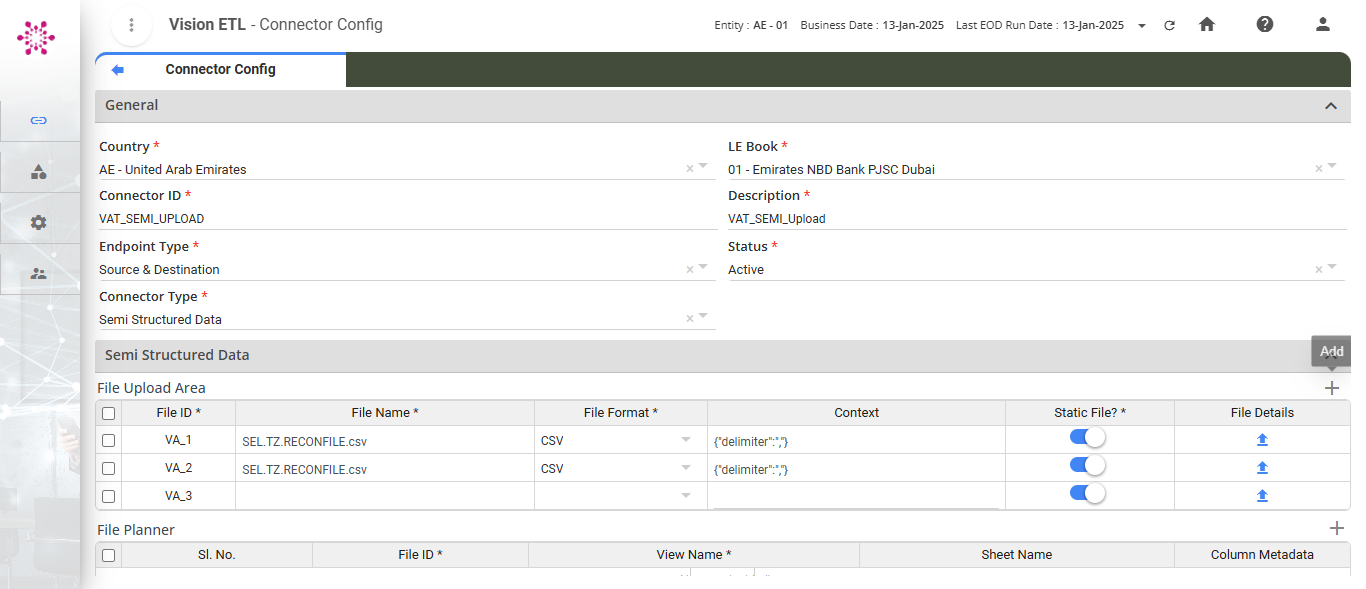 Vision ETL - Connector Config
Entity : AE - 01 Business Date : 13-Jan-2025 Last EOD Run Date : 13-Jan-2025
Connector Config
General
Country * LE Book *
AE - United Arab Emirates 01 - Emirates NBD Bank PJSC Dubai
Connector ID * Description *
VAT_SEMI_UPLOAD VAT_SEMI_Upload
Endpoint Type * Status *
Source & Destination Active
Connector Type *
Semi Structured Data
Semi Structured Data
Add
File Upload Area
File ID * File Name * File Format * Context Static File? * File Details
VA_1 SEL.TZ.RECONFILE.csv CSV {"delimiter":","}
VA_2 SEL.TZ.RECONFILE.csv CSV {"delimiter":","}
VA_3
File Planner
Sl. No. File ID * View Name * Sheet Name Column Metadata